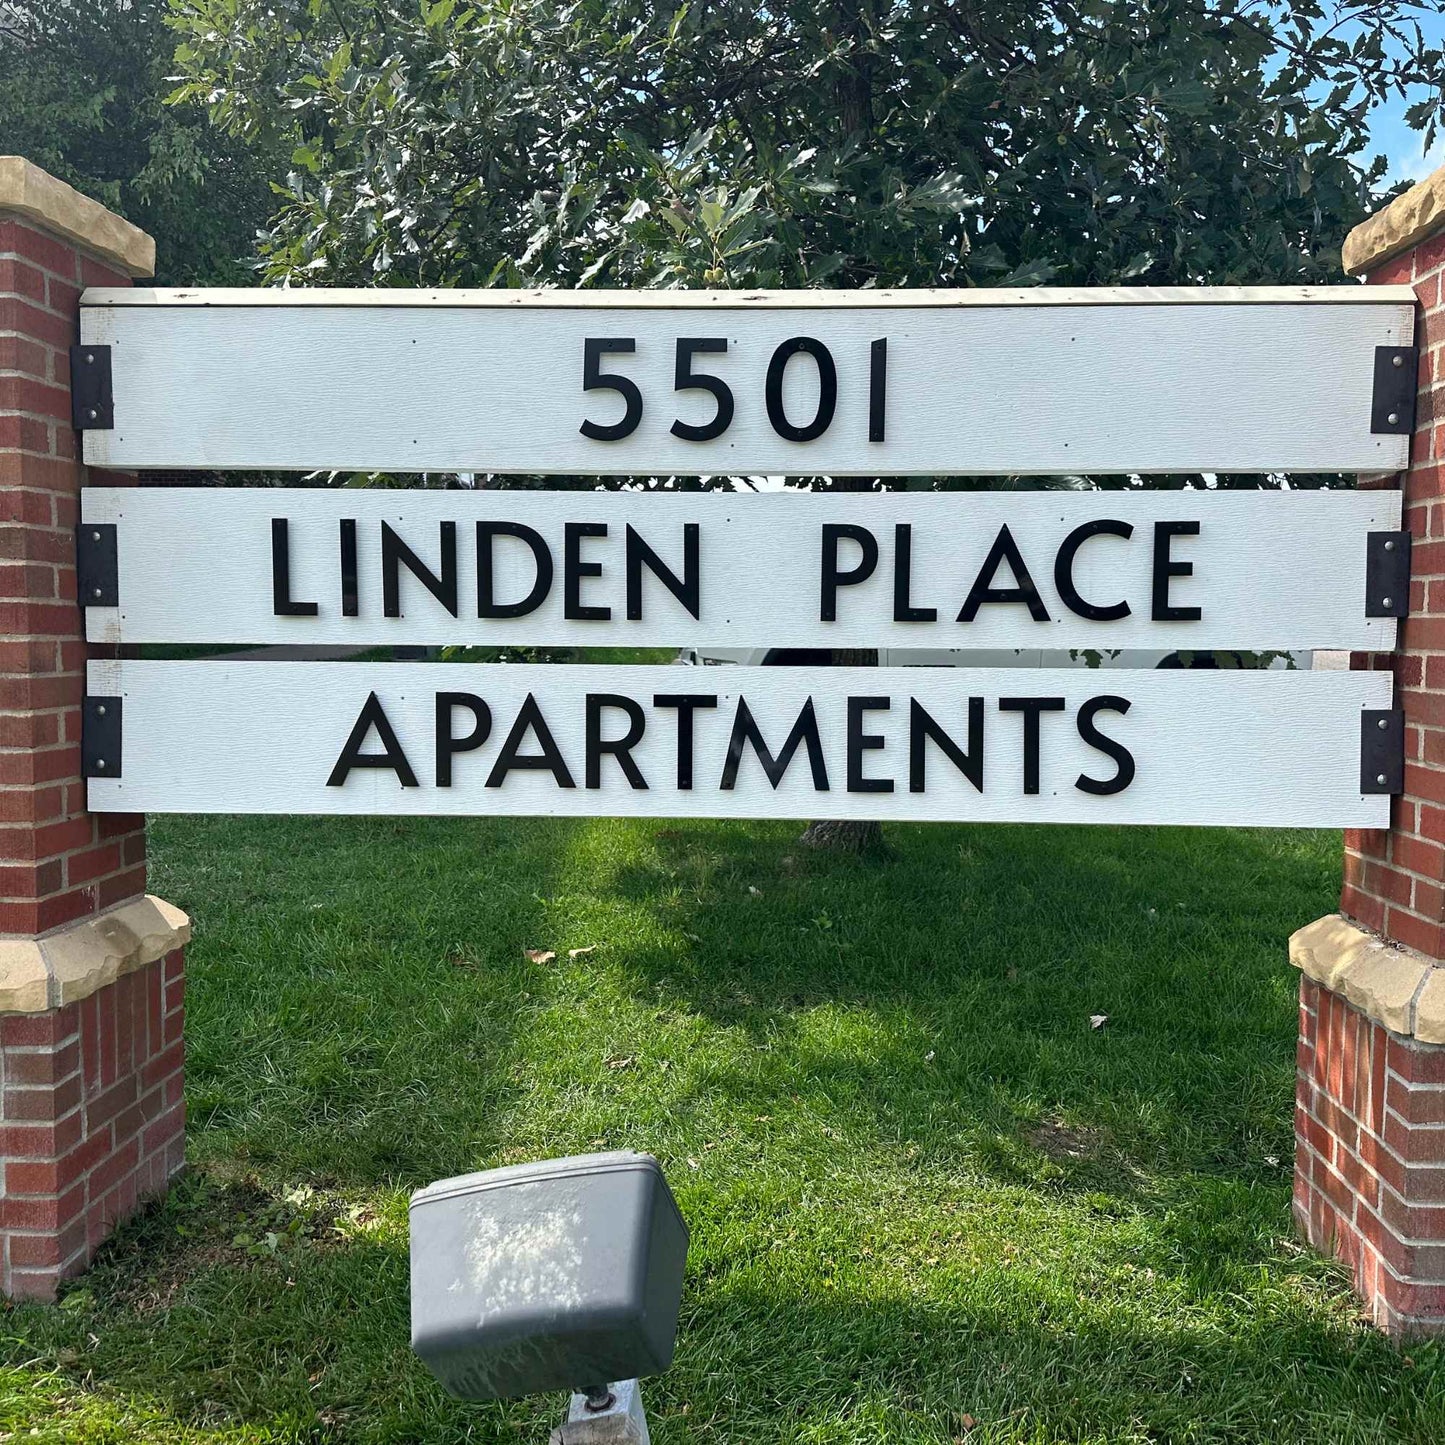 5501
LINDEN PLACE
APARTMENTS